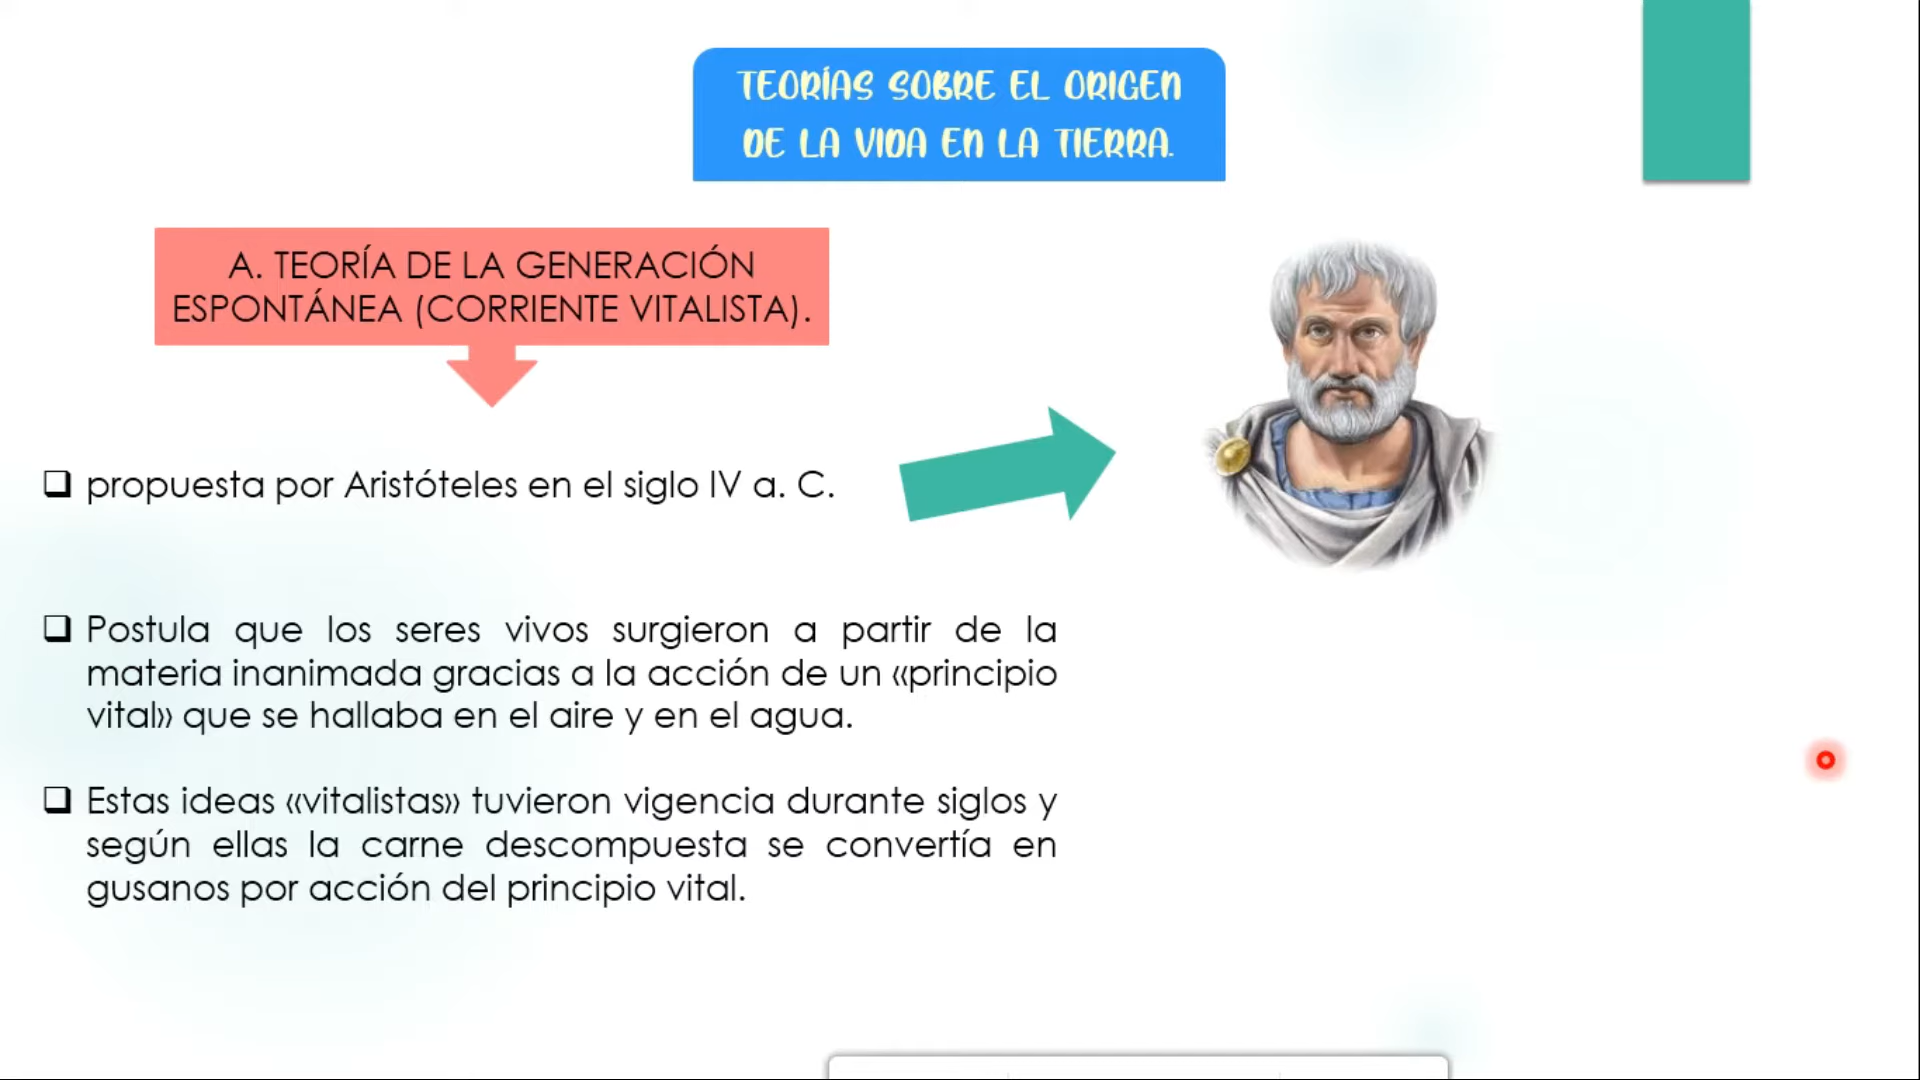 TEORÍAS SOBRE EL ORIGEN
DE LA VIDA EN LA TIERRA.
A. TEORÍA DE LA GENERACIÓN
ESPONTÁNEA (CORRIENTE VITALISTA).
propuesta por Aristóteles en el siglo IV a. C.
Postula que los seres vivos surgieron a partir de la
materia inanimada gracias a la acción de un «principio
vital» que se hallaba en el aire y en el agua.
Estas ideas «vitalistas» tuvieron vigencia durante siglos y
según ellas la carne descompuesta se convertía en
gusanos por acción del principio vital.